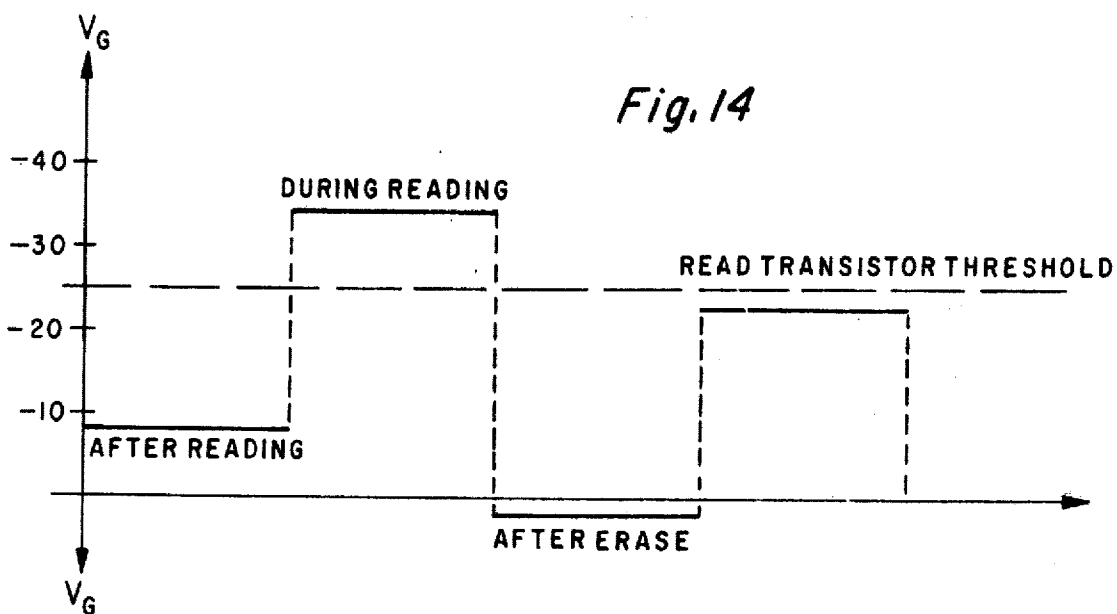 V_G
Fig. 14
-40
DURING READING
-30
READ TRANSISTOR THRESHOLD
-20
-10
AFTER READING
AFTER ERASE
V_G